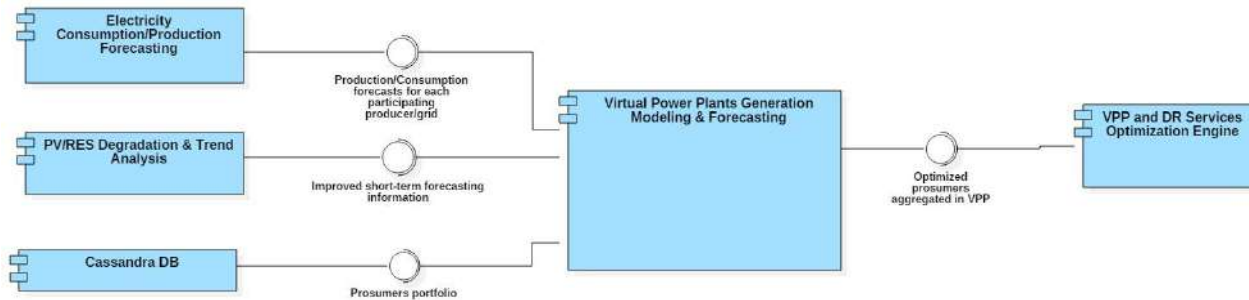 Electricity
Consumption/Production
Forecasting
Production/Consumption
forecasts for each
participating
producer/grid
PV/RES Degradation & Trend
Analysis
Improved short-term forecasting
information
Cassandra DB
Prosumers portfolio
Virtual Power Plants Generation
Modeling & Forecasting
Optimized
prosumers
aggregated in VPP
VPP and DR Services
Optimization Engine